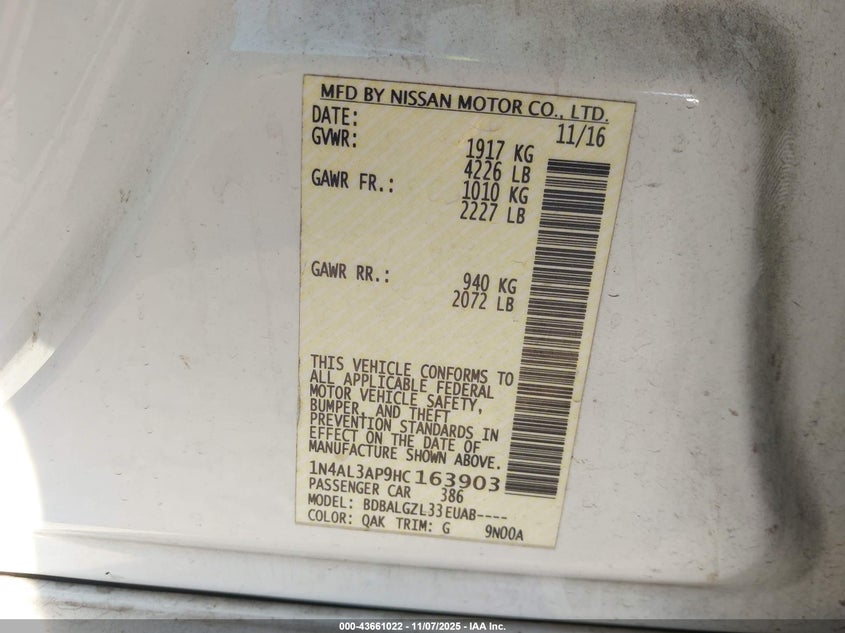 MFD BY NISSAN MOTOR CO., LTD.
DATE: 11/16
GVWR: 1917 KG
4226 LB
GAWR FR.: 1010 KG
2227 LB
GAWR RR.: 940 KG
2072 LB
THIS VEHICLE CONFORMS TO
ALL APPLICABLE FEDERAL
MOTOR VEHICLE SAFETY,
BUMPER, AND THEFT
PREVENTION STANDARDS IN
EFFECT ON THE DATE OF
MANUFACTURE SHOWN ABOVE.
1N4AL3AP9HC163903
PASSENGER CAR 386
MODEL: BDBALGZL33EUAB----
COLOR: QAK TRIM: G 9N00A
000-43661022 - 11/07/2025 - IAA Inc.